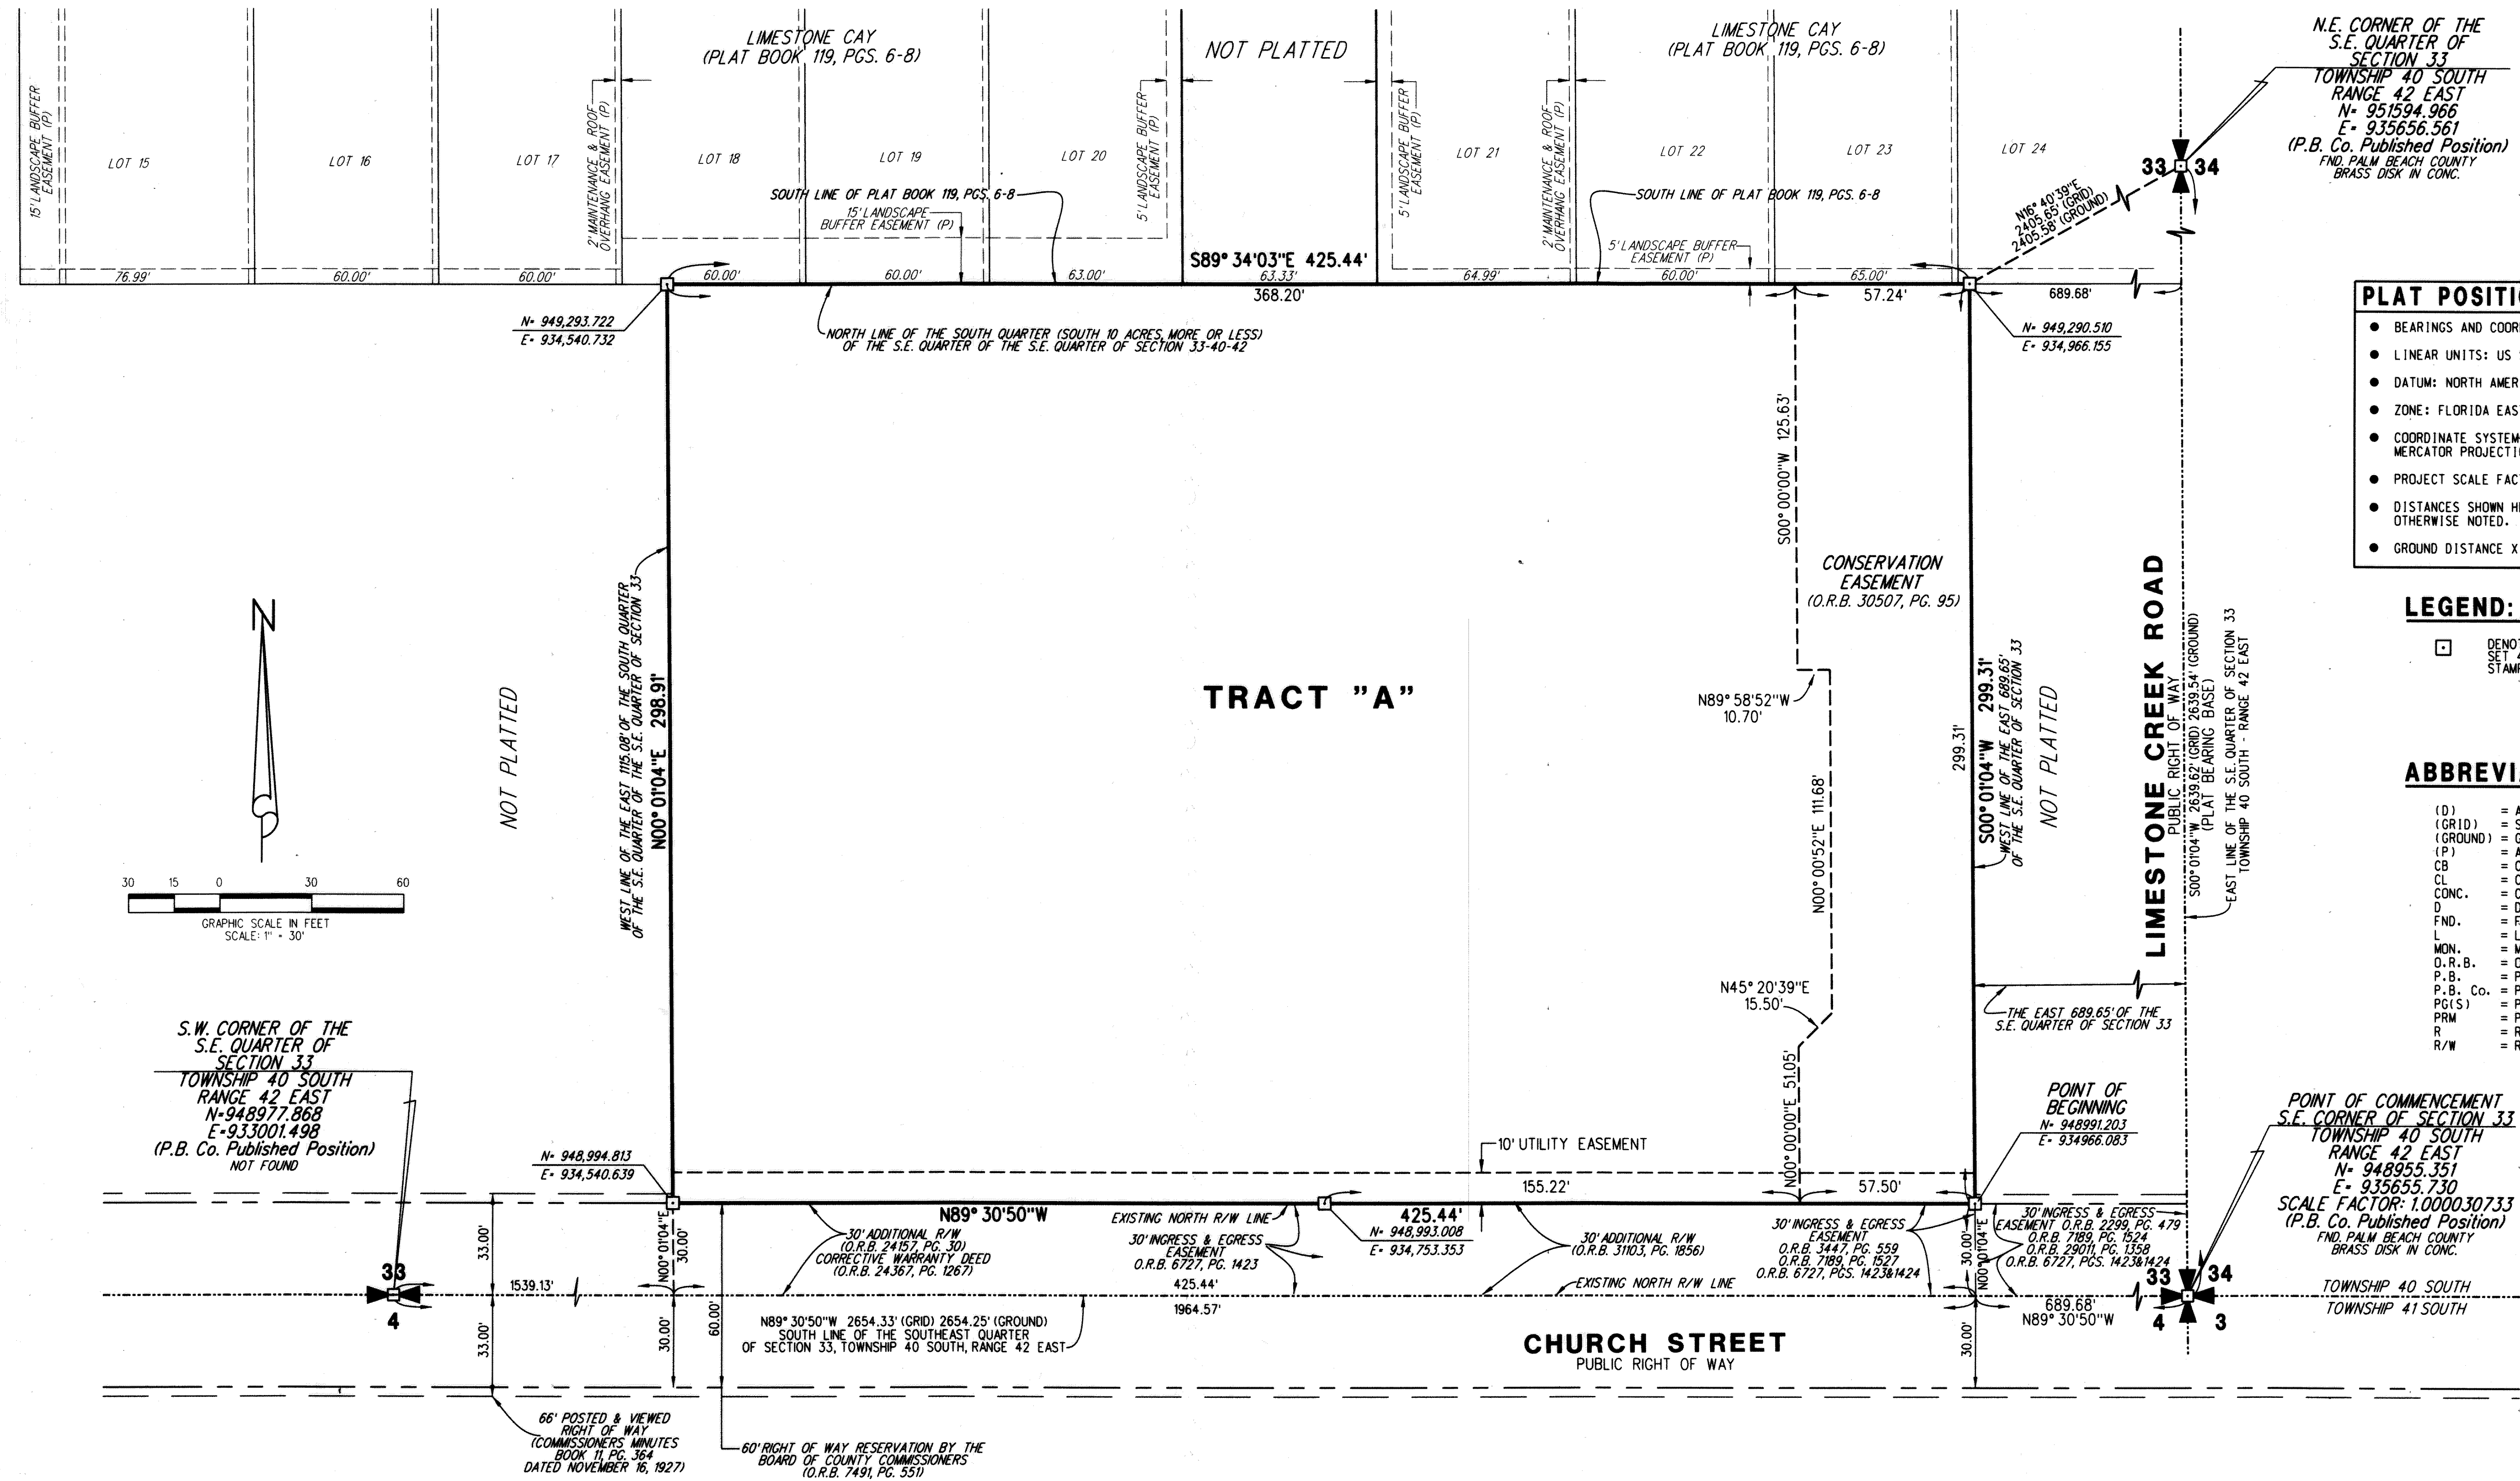 LIMESTONE CAY
(PLAT BOOK 119, PGS. 6-8)
NOT PLATTED
LIMESTONE CAY
(PLAT BOOK 119, PGS. 6-8)
N.E. CORNER OF THE
S.E. QUARTER OF
SECTION 33
TOWNSHIP 40 SOUTH
RANGE 42 EAST
N= 951594.966
E= 935656.561
(P.B. Co. Published Position)
FND. PALM BEACH COUNTY
BRASS DISK IN CONC.
33 34
15' LANDSCAPE BUFFER
EASEMENT (P)
LOT 15
LOT 16
LOT 17
2' MAINTENANCE & ROOF
OVERHANG EASEMENT (P)
LOT 18
LOT 19
LOT 20
5' LANDSCAPE BUFFER
EASEMENT (P)
5' LANDSCAPE BUFFER
EASEMENT (P)
LOT 21
2' MAINTENANCE & ROOF
OVERHANG EASEMENT (P)
LOT 22
LOT 23
LOT 24
SOUTH LINE OF PLAT BOOK 119, PGS. 6-8
15' LANDSCAPE
BUFFER EASEMENT (P)
SOUTH LINE OF PLAT BOOK 119, PGS. 6-8
5' LANDSCAPE BUFFER
EASEMENT (P)
N16° 40'39"E
2405.65' (GRID)
2405.58' (GROUND)
S89° 34'03"E 425.44'
76.99'
60.00'
60.00'
60.00'
60.00'
63.00'
63.33'
64.99'
60.00'
65.00'
368.20'
57.24'
689.68'
N= 949,293.722
E= 934,540.732
NORTH LINE OF THE SOUTH QUARTER (SOUTH 10 ACRES, MORE OR LESS)
OF THE S.E. QUARTER OF THE S.E. QUARTER OF SECTION 33-40-42
N= 949,290.510
E= 934,966.155
PLAT POSITI
● BEARINGS AND COOR
● LINEAR UNITS: US
● DATUM: NORTH AMER
● ZONE: FLORIDA EAS
● COORDINATE SYSTEM
MERCATOR PROJECTI
● PROJECT SCALE FAC
● DISTANCES SHOWN H
OTHERWISE NOTED.
● GROUND DISTANCE X
S00° 00'00"W 125.63'
CONSERVATION
EASEMENT
(O.R.B. 30507, PG. 95)
LEGEND:
DENO
SET 4
STAM
N
30 15 0 30 60
GRAPHIC SCALE IN FEET
SCALE: 1" = 30'
NOT PLATTED
WEST LINE OF THE EAST 1115.08' OF THE SOUTH QUARTER
OF THE S.E. QUARTER OF THE S.E. QUARTER OF SECTION 33
N00° 01'04"E 298.91'
TRACT "A"
N89° 58'52"W
10.70'
N00° 00'52"E 111.68'
299.31'
S00° 01'04"W 299.31'
WEST LINE OF THE EAST 689.65'
OF THE S.E. QUARTER OF SECTION 33
NOT PLATTED
LIMESTONE CREEK ROAD
PUBLIC RIGHT OF WAY
S00° 01'04"W 2639.62' (GRID) 2639.54' (GROUND)
(PLAT BEARING BASE)
EAST LINE OF THE S.E. QUARTER OF SECTION 33
TOWNSHIP 40 SOUTH - RANGE 42 EAST
ABBREVI
(D) = A
(GRID) = S
(GROUND) = G
(P) = A
CB = C
CL = C
CONC. = C
D = D
FND. = F
L = L
MON. = M
O.R.B. = O
P.B. = P
P.B. Co. = P
PG(S) = P
PRM = P
R = R
R/W = R
N45° 20'39"E
15.50'
THE EAST 689.65' OF THE
S.E. QUARTER OF SECTION 33
S.W. CORNER OF THE
S.E. QUARTER OF
SECTION 33
TOWNSHIP 40 SOUTH
RANGE 42 EAST
N=948977.868
E=933001.498
(P.B. Co. Published Position)
NOT FOUND
N00° 00'00"E 51.05'
POINT OF
BEGINNING
N= 948991.203
E= 934966.083
POINT OF COMMENCEMENT
S.E. CORNER OF SECTION 33
TOWNSHIP 40 SOUTH
RANGE 42 EAST
N= 948955.351
E= 935655.730
SCALE FACTOR: 1.000030733
(P.B. Co. Published Position)
FND. PALM BEACH COUNTY
BRASS DISK IN CONC.
N= 948,994.813
E= 934,540.639
10' UTILITY EASEMENT
155.22'
57.50'
N89° 30'50"W
425.44'
EXISTING NORTH R/W LINE
N= 948,993.008
E= 934,753.353
33.00'
N00° 01'04"E
30.00'
30' ADDITIONAL R/W
(O.R.B. 24157, PG. 30)
CORRECTIVE WARRANTY DEED
(O.R.B. 24367, PG. 1267)
30' INGRESS & EGRESS
EASEMENT
O.R.B. 6727, PG. 1423
30' ADDITIONAL R/W
(O.R.B. 31103, PG. 1856)
30' INGRESS & EGRESS
EASEMENT
O.R.B. 3447, PG. 559
O.R.B. 7189, PG. 1527
O.R.B. 6727, PGS. 1423&1424
30.00'
N00° 01'04"E
30' INGRESS & EGRESS
EASEMENT O.R.B. 2299, PG. 479
O.R.B. 7189, PG. 1524
O.R.B. 29011, PG. 1358
O.R.B. 6727, PGS. 1423&1424
33
4
1539.13'
425.44'
1964.57'
EXISTING NORTH R/W LINE
689.68'
N89° 30'50"W
33 34
4 3
TOWNSHIP 40 SOUTH
TOWNSHIP 41 SOUTH
33.00'
30.00'
60.00'
N89° 30'50"W 2654.33' (GRID) 2654.25' (GROUND)
SOUTH LINE OF THE SOUTHEAST QUARTER
OF SECTION 33, TOWNSHIP 40 SOUTH, RANGE 42 EAST
CHURCH STREET
PUBLIC RIGHT OF WAY
30.00'
66' POSTED & VIEWED
RIGHT OF WAY
(COMMISSIONERS MINUTES
BOOK 11, PG. 364
DATED NOVEMBER 16, 1927)
60' RIGHT OF WAY RESERVATION BY THE
BOARD OF COUNTY COMMISSIONERS
(O.R.B. 7491, PG. 551)